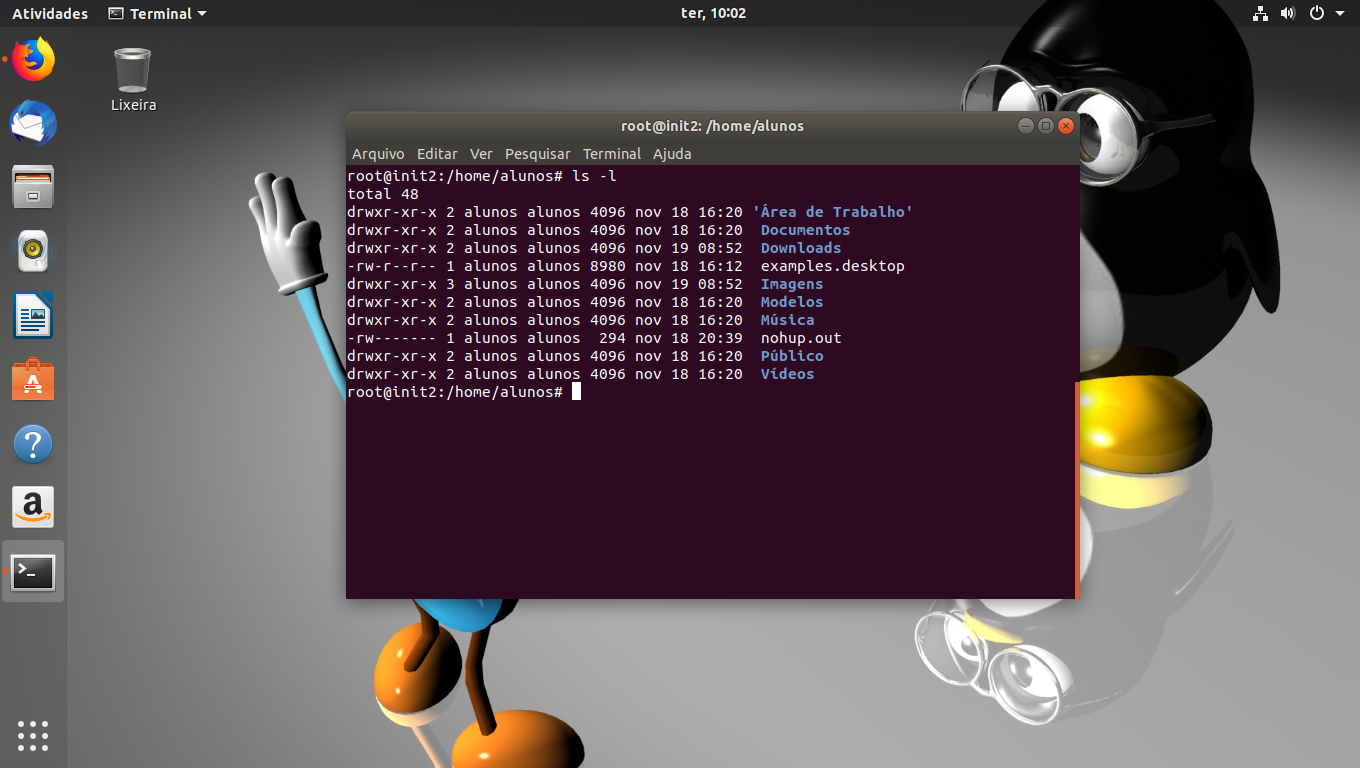 Atividades Terminal ter, 10:02
Lixeira
root@init2: /home/alunos
Arquivo Editar Ver Pesquisar Terminal Ajuda
root@init2:/home/alunos# ls -l
total 48
drwxr-xr-x 2 alunos alunos 4096 nov 18 16:20 'Área de Trabalho'
drwxr-xr-x 2 alunos alunos 4096 nov 18 16:20  Documentos
drwxr-xr-x 2 alunos alunos 4096 nov 19 08:52  Downloads
-rw-r--r-- 1 alunos alunos 8980 nov 18 16:12  examples.desktop
drwxr-xr-x 3 alunos alunos 4096 nov 19 08:52  Imagens
drwxr-xr-x 2 alunos alunos 4096 nov 18 16:20  Modelos
drwxr-xr-x 2 alunos alunos 4096 nov 18 16:20  Música
-rw------- 1 alunos alunos  294 nov 18 20:39  nohup.out
drwxr-xr-x 2 alunos alunos 4096 nov 18 16:20  Público
drwxr-xr-x 2 alunos alunos 4096 nov 18 16:20  Vídeos
root@init2:/home/alunos#